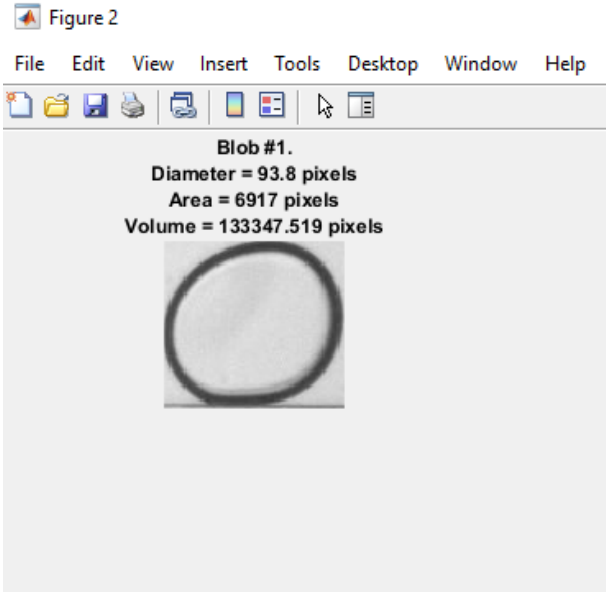 Figure 2
File Edit View Insert Tools Desktop Window Help
Blob #1.
Diameter = 93.8 pixels
Area = 6917 pixels
Volume = 133347.519 pixels